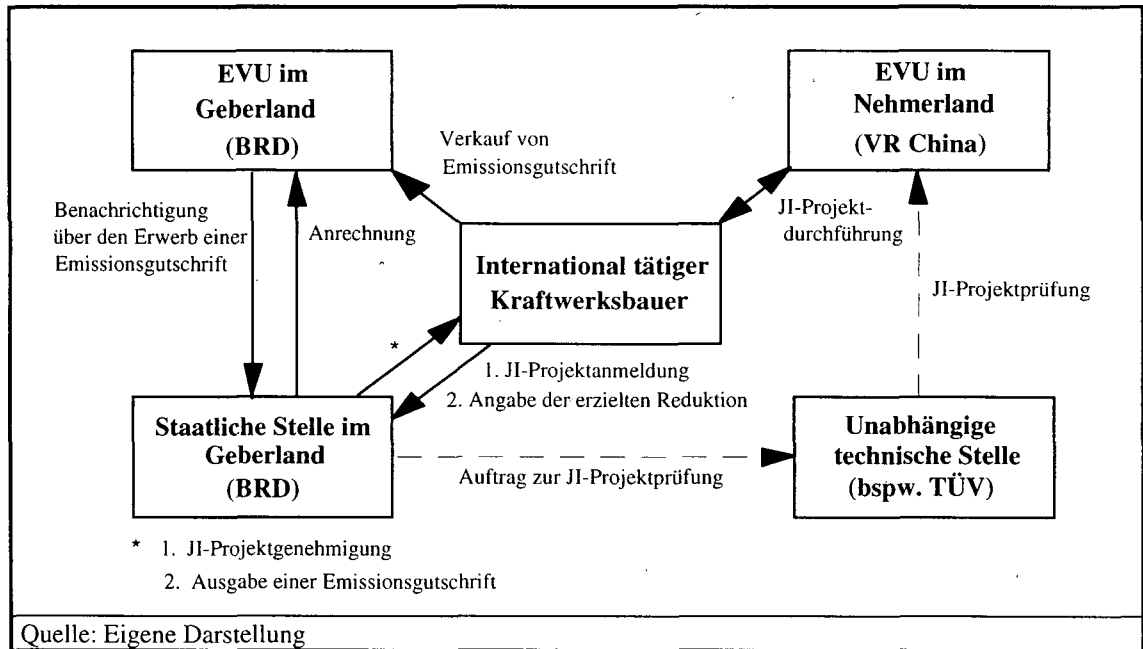 EVU im
Geberland
(BRD)
EVU im
Nehmerland
(VR China)
Verkauf von
Emissionsgutschrift
Benachrichtigung
über den Erwerb einer
Emissionsgutschrift
Anrechnung
International tätiger
Kraftwerksbauer
JI-Projekt-
durchführung
JI-Projektprüfung
*
1. JI-Projektanmeldung
2. Angabe der erzielten Reduktion
Staatliche Stelle im
Geberland
(BRD)
Auftrag zur JI-Projektprüfung
Unabhängige
technische Stelle
(bspw. TÜV)
* 1. JI-Projektgenehmigung
2. Ausgabe einer Emissionsgutschrift
Quelle: Eigene Darstellung